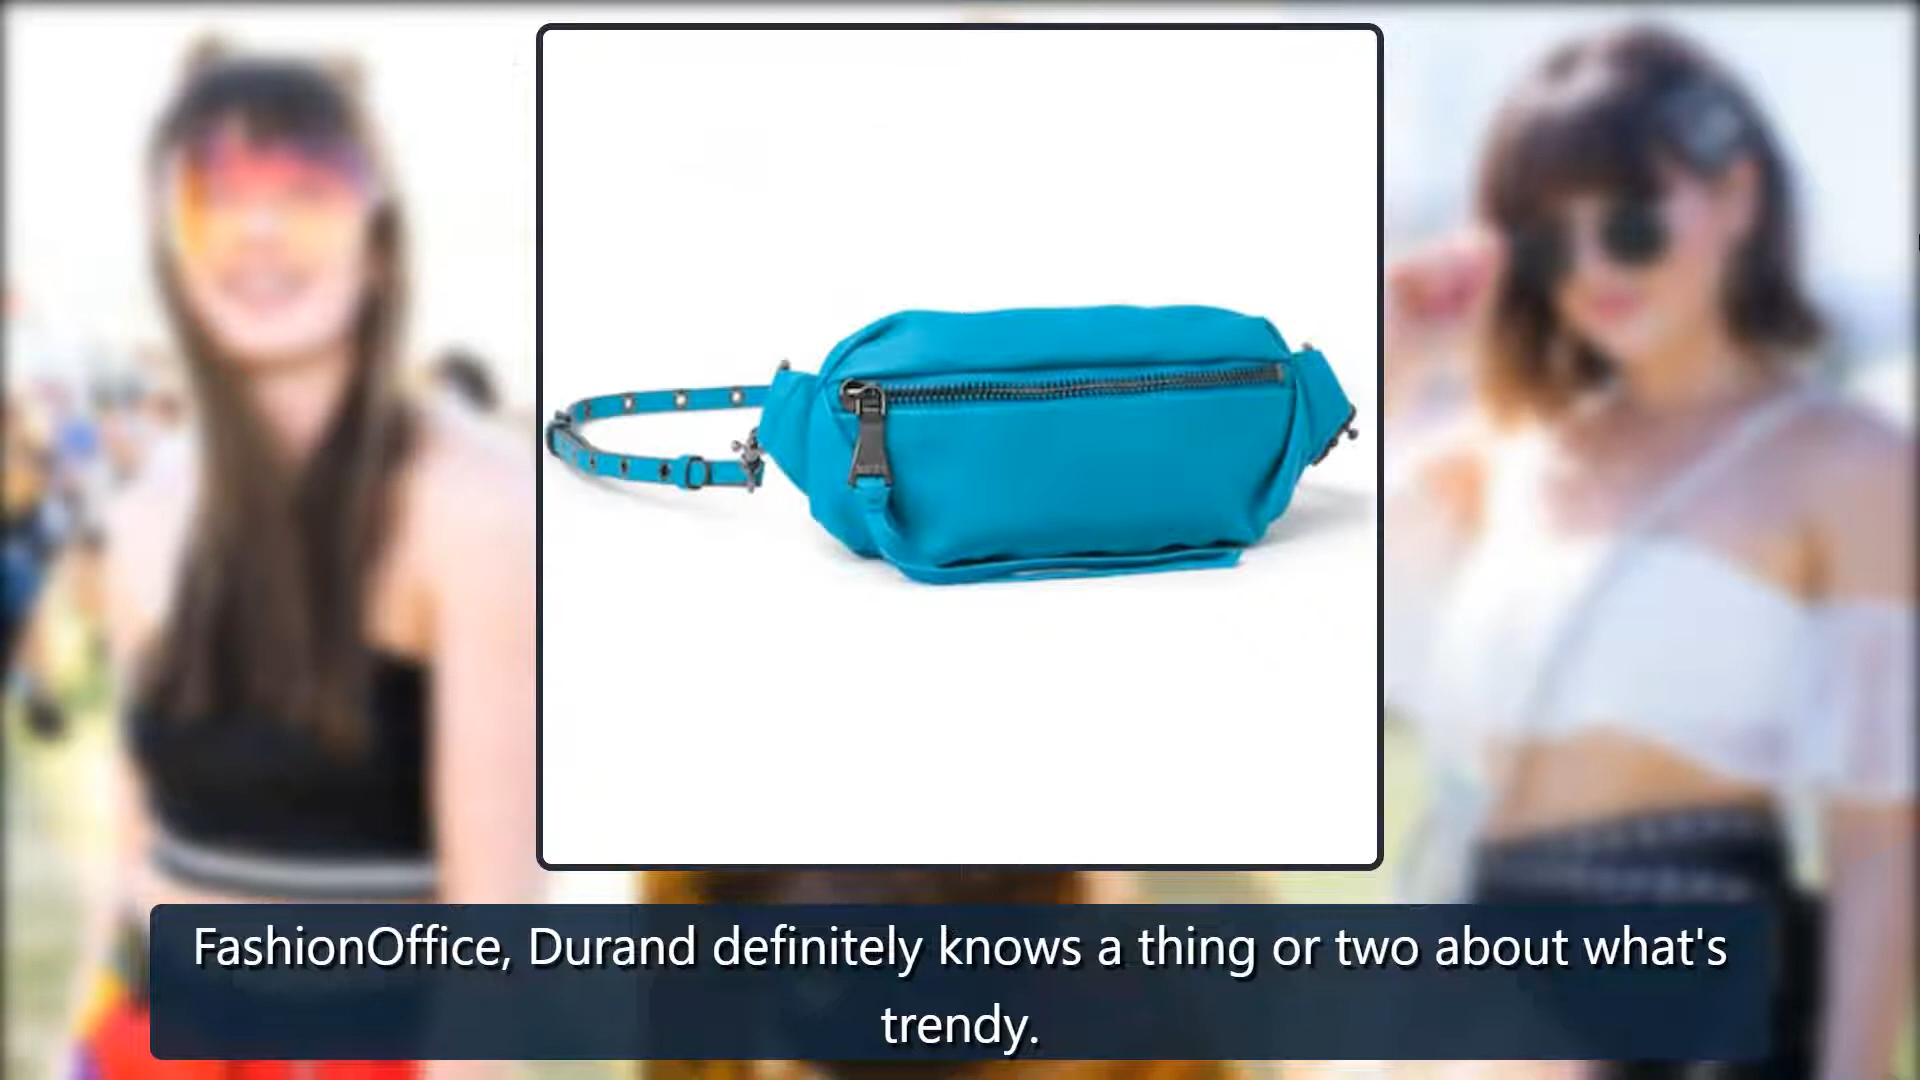 FashionOffice, Durand definitely knows a thing or two about what's
trendy.